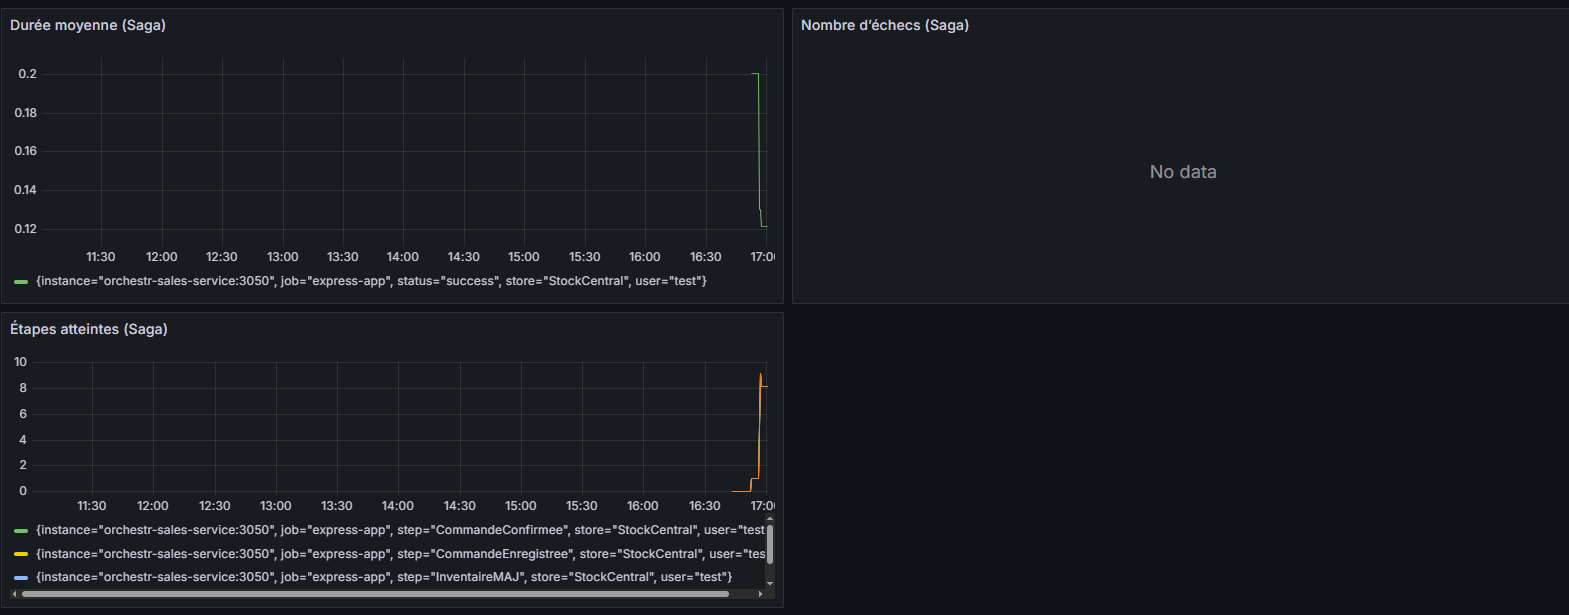 Durée moyenne (Saga)
0.2
0.18
0.16
0.14
0.12
11:30 12:00 12:30 13:00 13:30 14:00 14:30 15:00 15:30 16:00 16:30 17:0
{instance="orchestr-sales-service:3050", job="express-app", status="success", store="StockCentral", user="test"}
Nombre d’échecs (Saga)
No data
Étapes atteintes (Saga)
10
8
6
4
2
0
11:30 12:00 12:30 13:00 13:30 14:00 14:30 15:00 15:30 16:00 16:30 17:0
{instance="orchestr-sales-service:3050", job="express-app", step="CommandeConfirmee", store="StockCentral", user="test
{instance="orchestr-sales-service:3050", job="express-app", step="CommandeEnregistree", store="StockCentral", user="tes
{instance="orchestr-sales-service:3050", job="express-app", step="InventaireMAJ", store="StockCentral", user="test"}